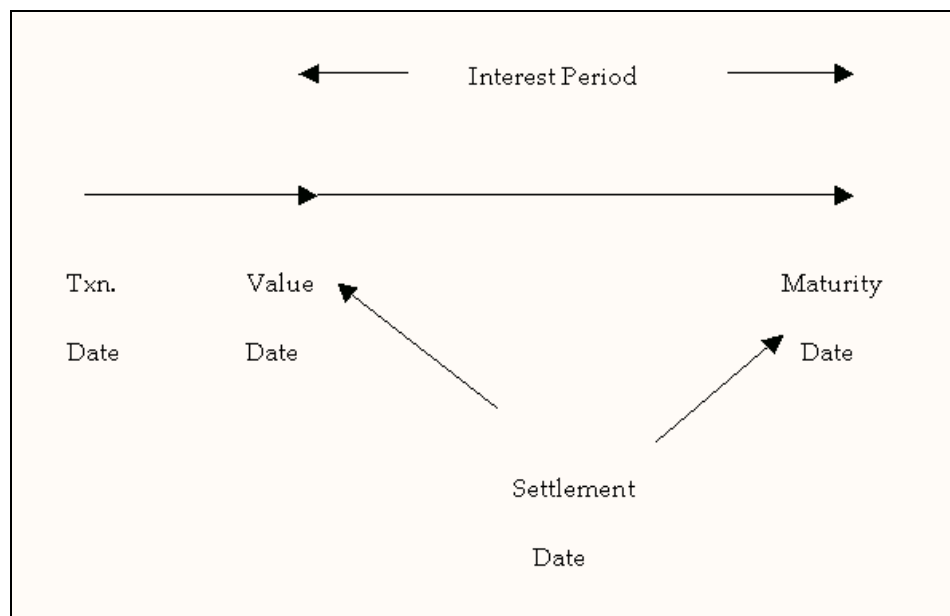 Interest Period
Txn. Value Maturity
Date Date Date
Settlement
Date